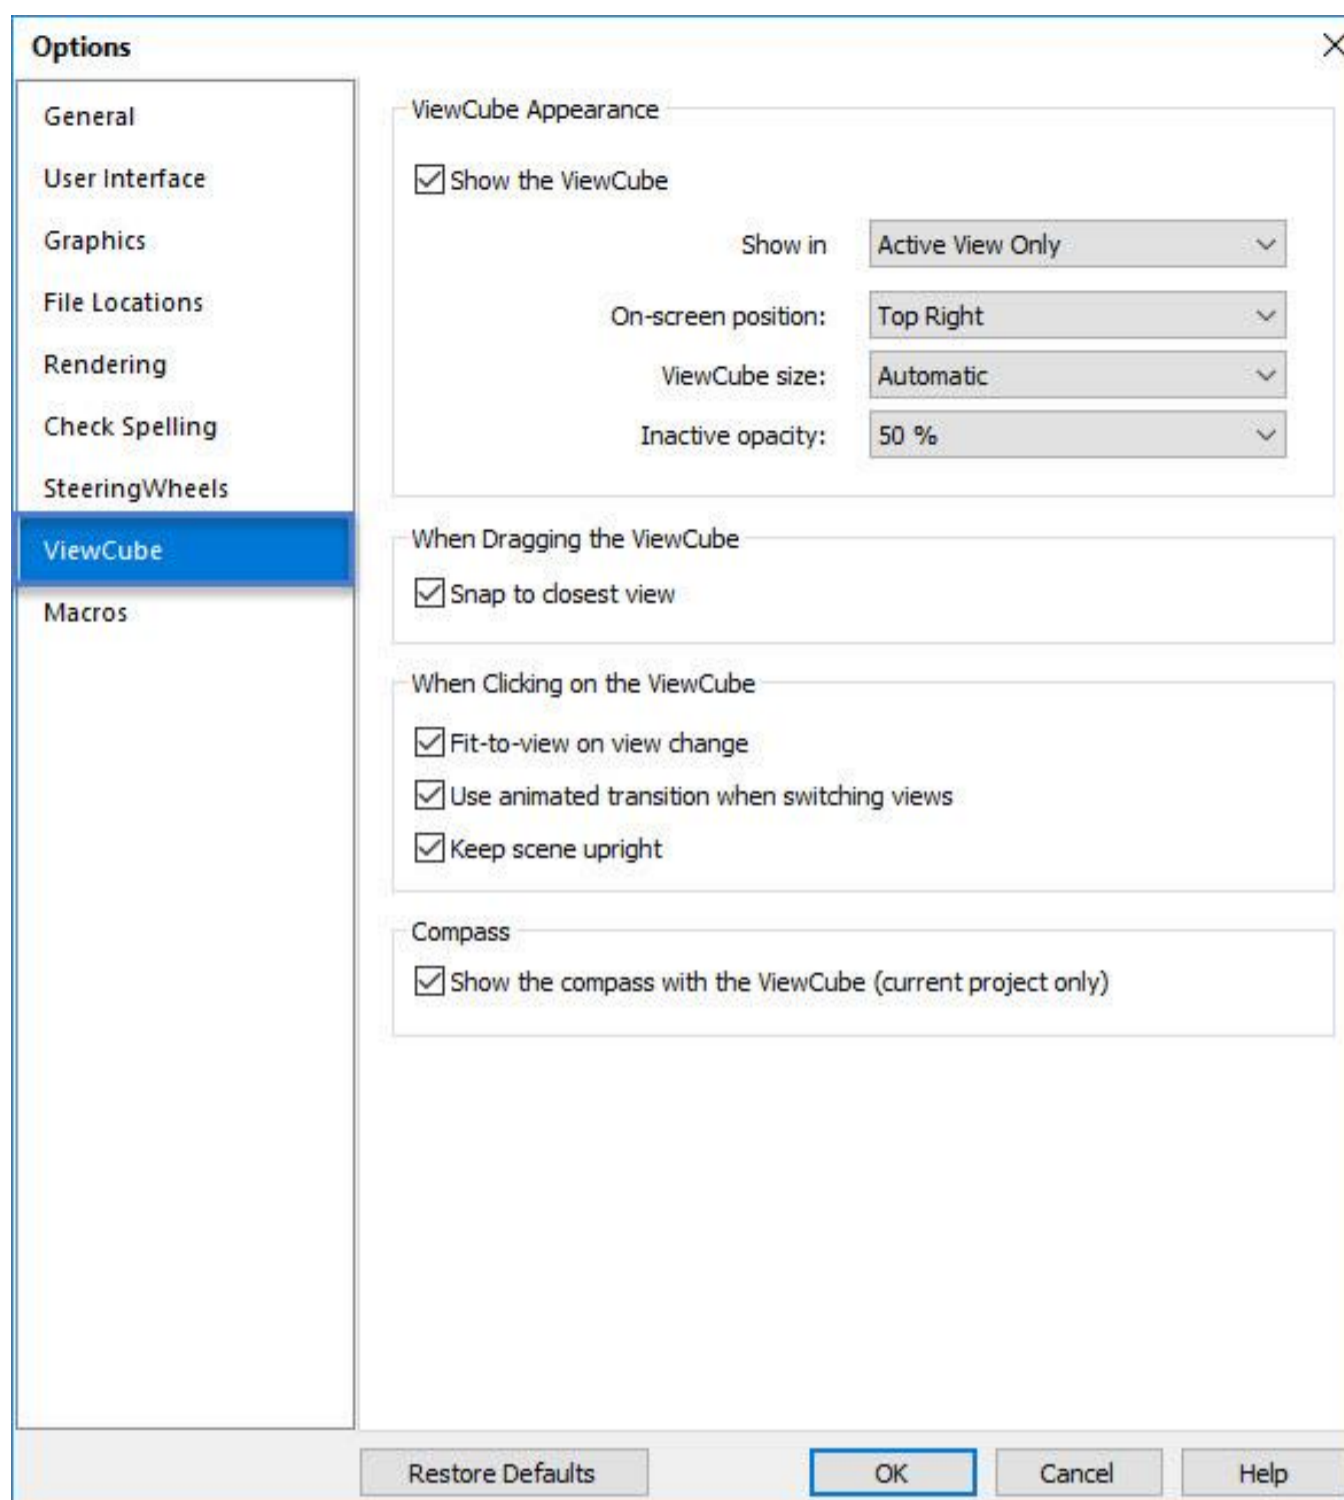 Options
General
User Interface
Graphics
File Locations
Rendering
Check Spelling
SteeringWheels
ViewCube
Macros
ViewCube Appearance
Show the ViewCube
Show in Active View Only
On-screen position: Top Right
ViewCube size: Automatic
Inactive opacity: 50 %
When Dragging the ViewCube
Snap to closest view
When Clicking on the ViewCube
Fit-to-view on view change
Use animated transition when switching views
Keep scene upright
Compass
Show the compass with the ViewCube (current project only)
Restore Defaults OK Cancel Help